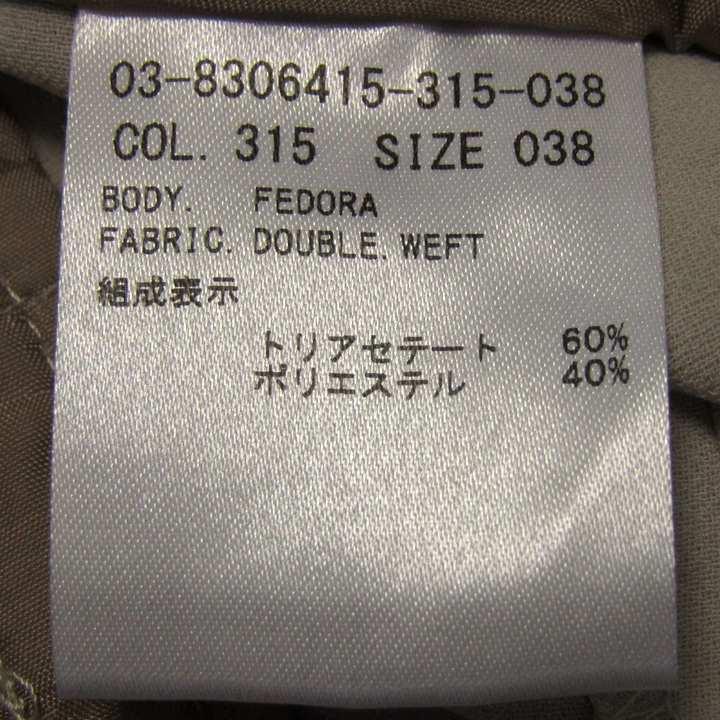 03-8306415-315-038
COL. 315 SIZE 038
BODY. FEDORA
FABRIC. DOUBLE. WEFT
組成表示
トリアセテート 60%
ポリエステル 40%